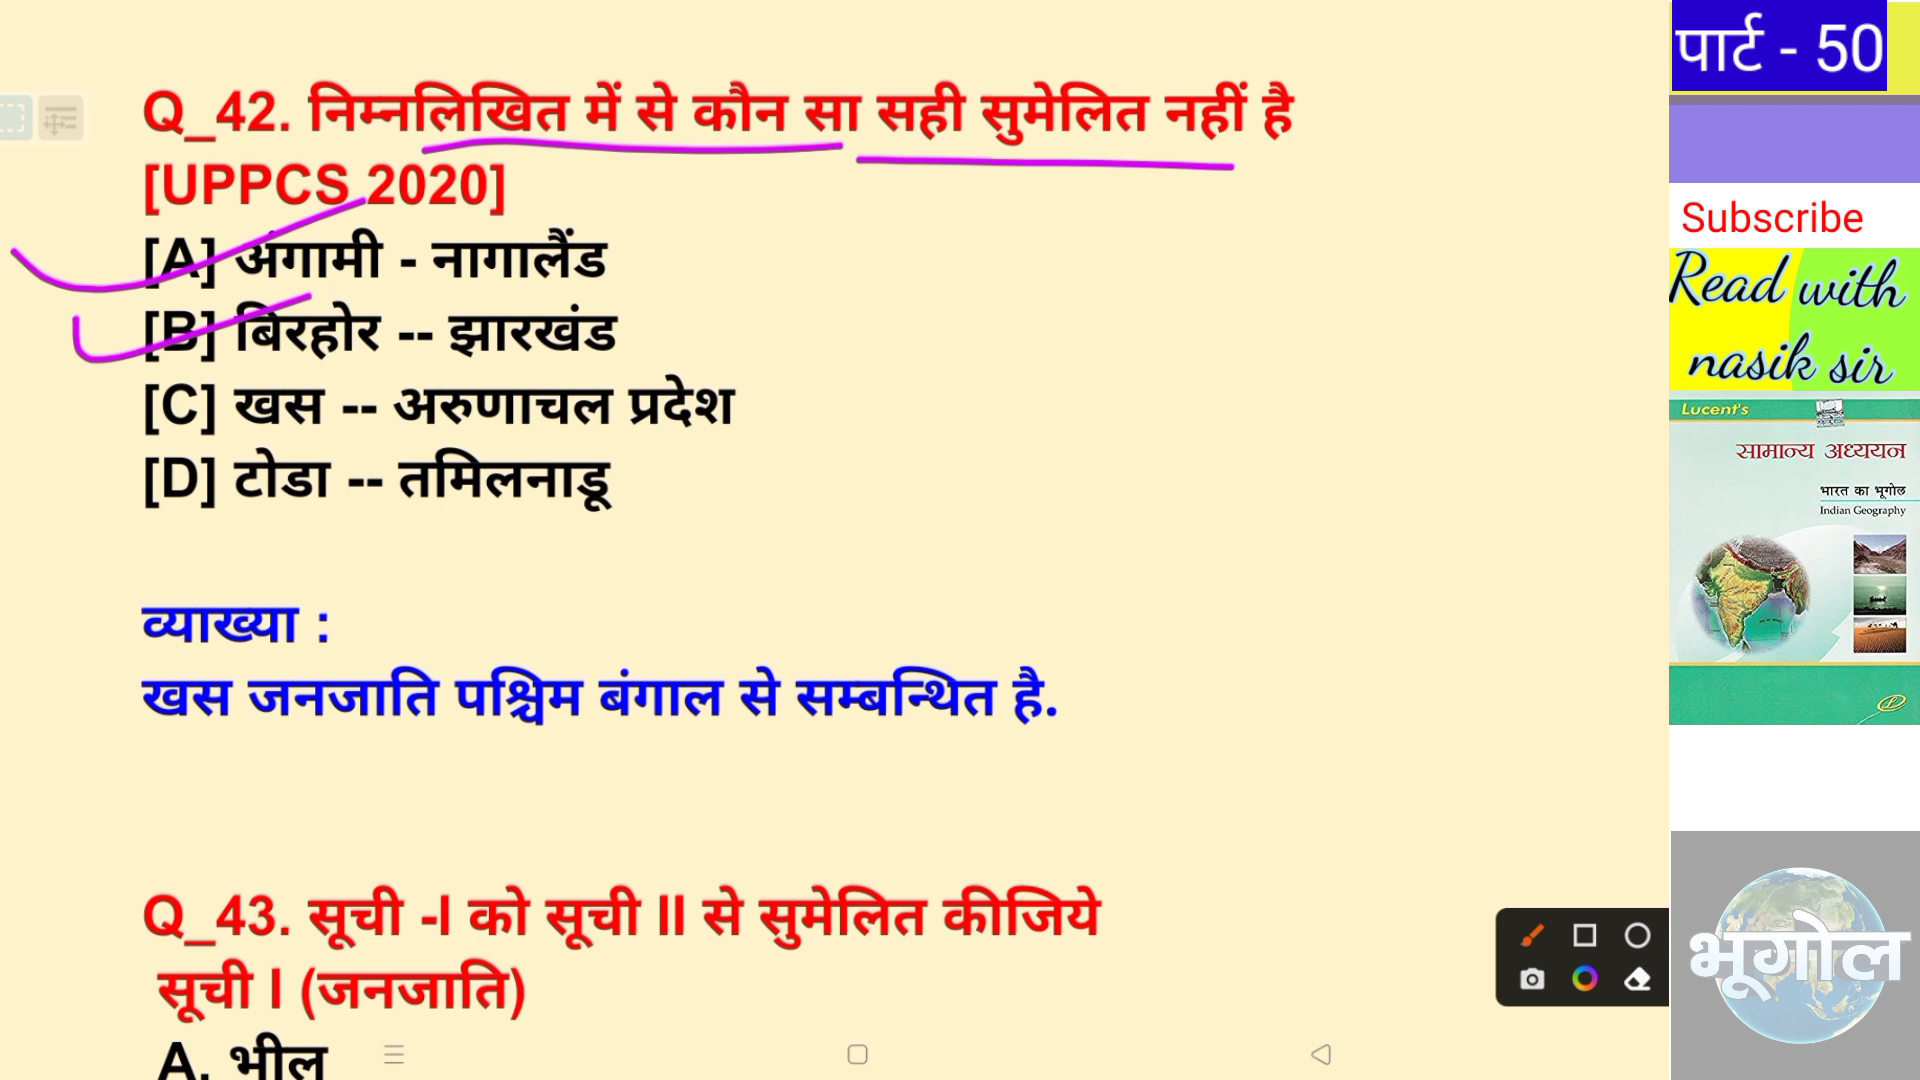 Q_42. निम्नलिखित में से कौन सा सही सुमेलित नहीं है
[UPPCS 2020]
[A] अंगामी - नागालैंड
[B] बिरहोर -- झारखंड
[C] खस -- अरुणाचल प्रदेश
[D] टोडा -- तमिलनाडू
व्याख्या :
खस जनजाति पश्चिम बंगाल से सम्बन्धित है.
Q_43. सूची -I को सूची II से सुमेलित कीजिये
सूची I (जनजाति)
A. भील
पार्ट - 50
Subscribe
Read with
nasik sir
Lucent's
सामान्य अध्ययन
भारत का भूगोल
Indian Geography
भूगोल